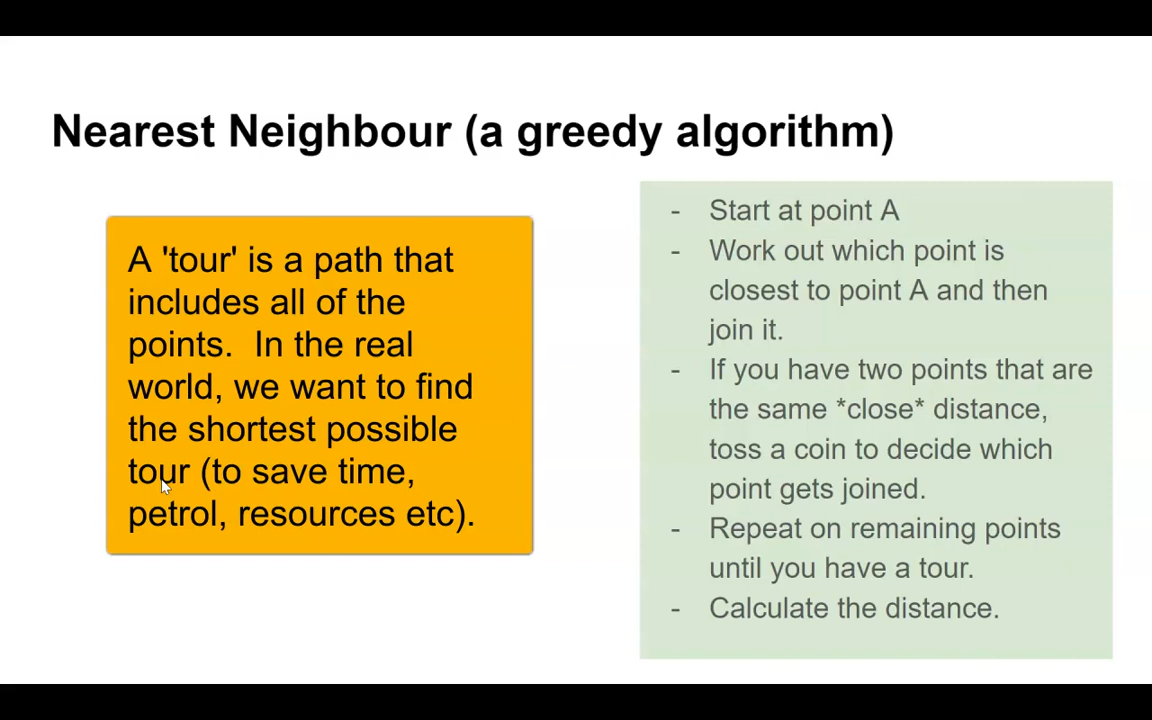 Nearest Neighbour (a greedy algorithm)
A 'tour' is a path that
includes all of the
points.  In the real
world, we want to find
the shortest possible
tour (to save time,
petrol, resources etc).
- Start at point A
- Work out which point is
closest to point A and then
join it.
- If you have two points that are
the same *close* distance,
toss a coin to decide which
point gets joined.
- Repeat on remaining points
until you have a tour.
- Calculate the distance.